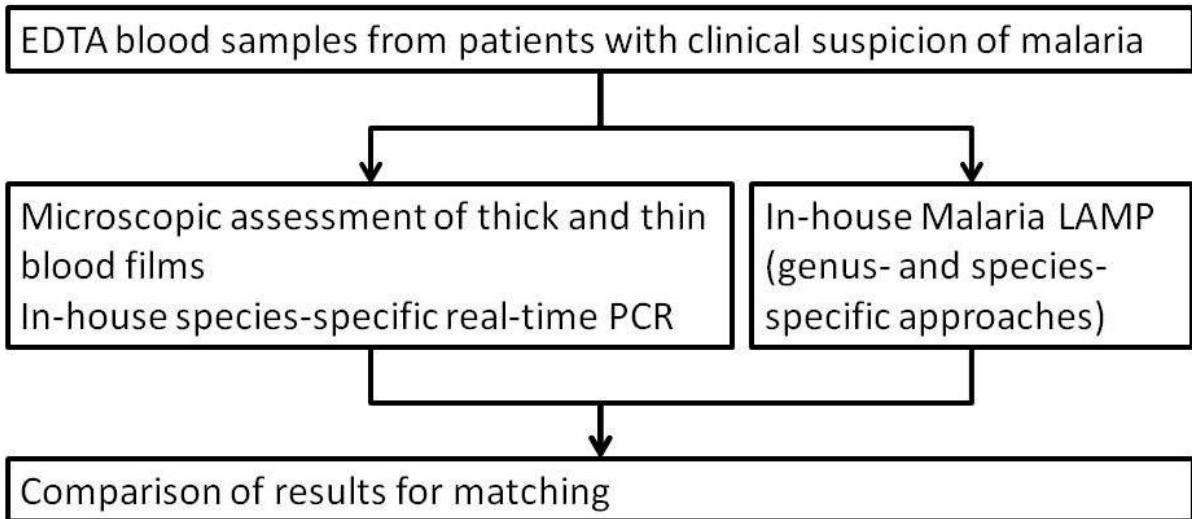 EDTA blood samples from patients with clinical suspicion of malaria
Microscopic assessment of thick and thin
blood films
In-house species-specific real-time PCR
In-house Malaria LAMP
(genus- and species-
specific approaches)
Comparison of results for matching